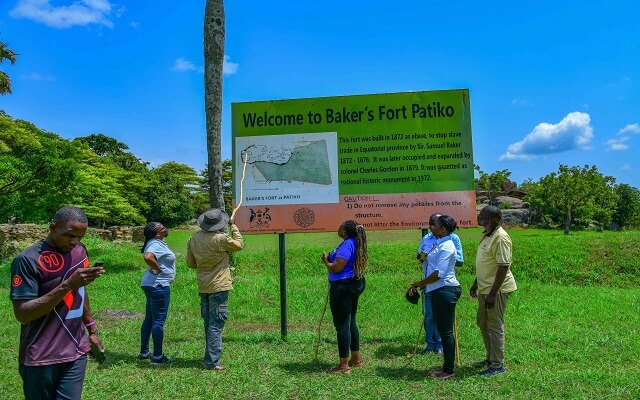 Welcome to Baker's Fort Patiko
This fort was built in 1872 as abase, to stop slave
trade in Equatorial province by Sir. Samuel Baker
1872 - 1876. It was later occupied and expanded by
colonel Charles Gordon in 1879. It was gazetted as
national historic monument in 1972.
BAKER'S FORT at PATIKO
CAUTION:
1) Do not remove any pebbles from the
structure.
not litter the Environment
90